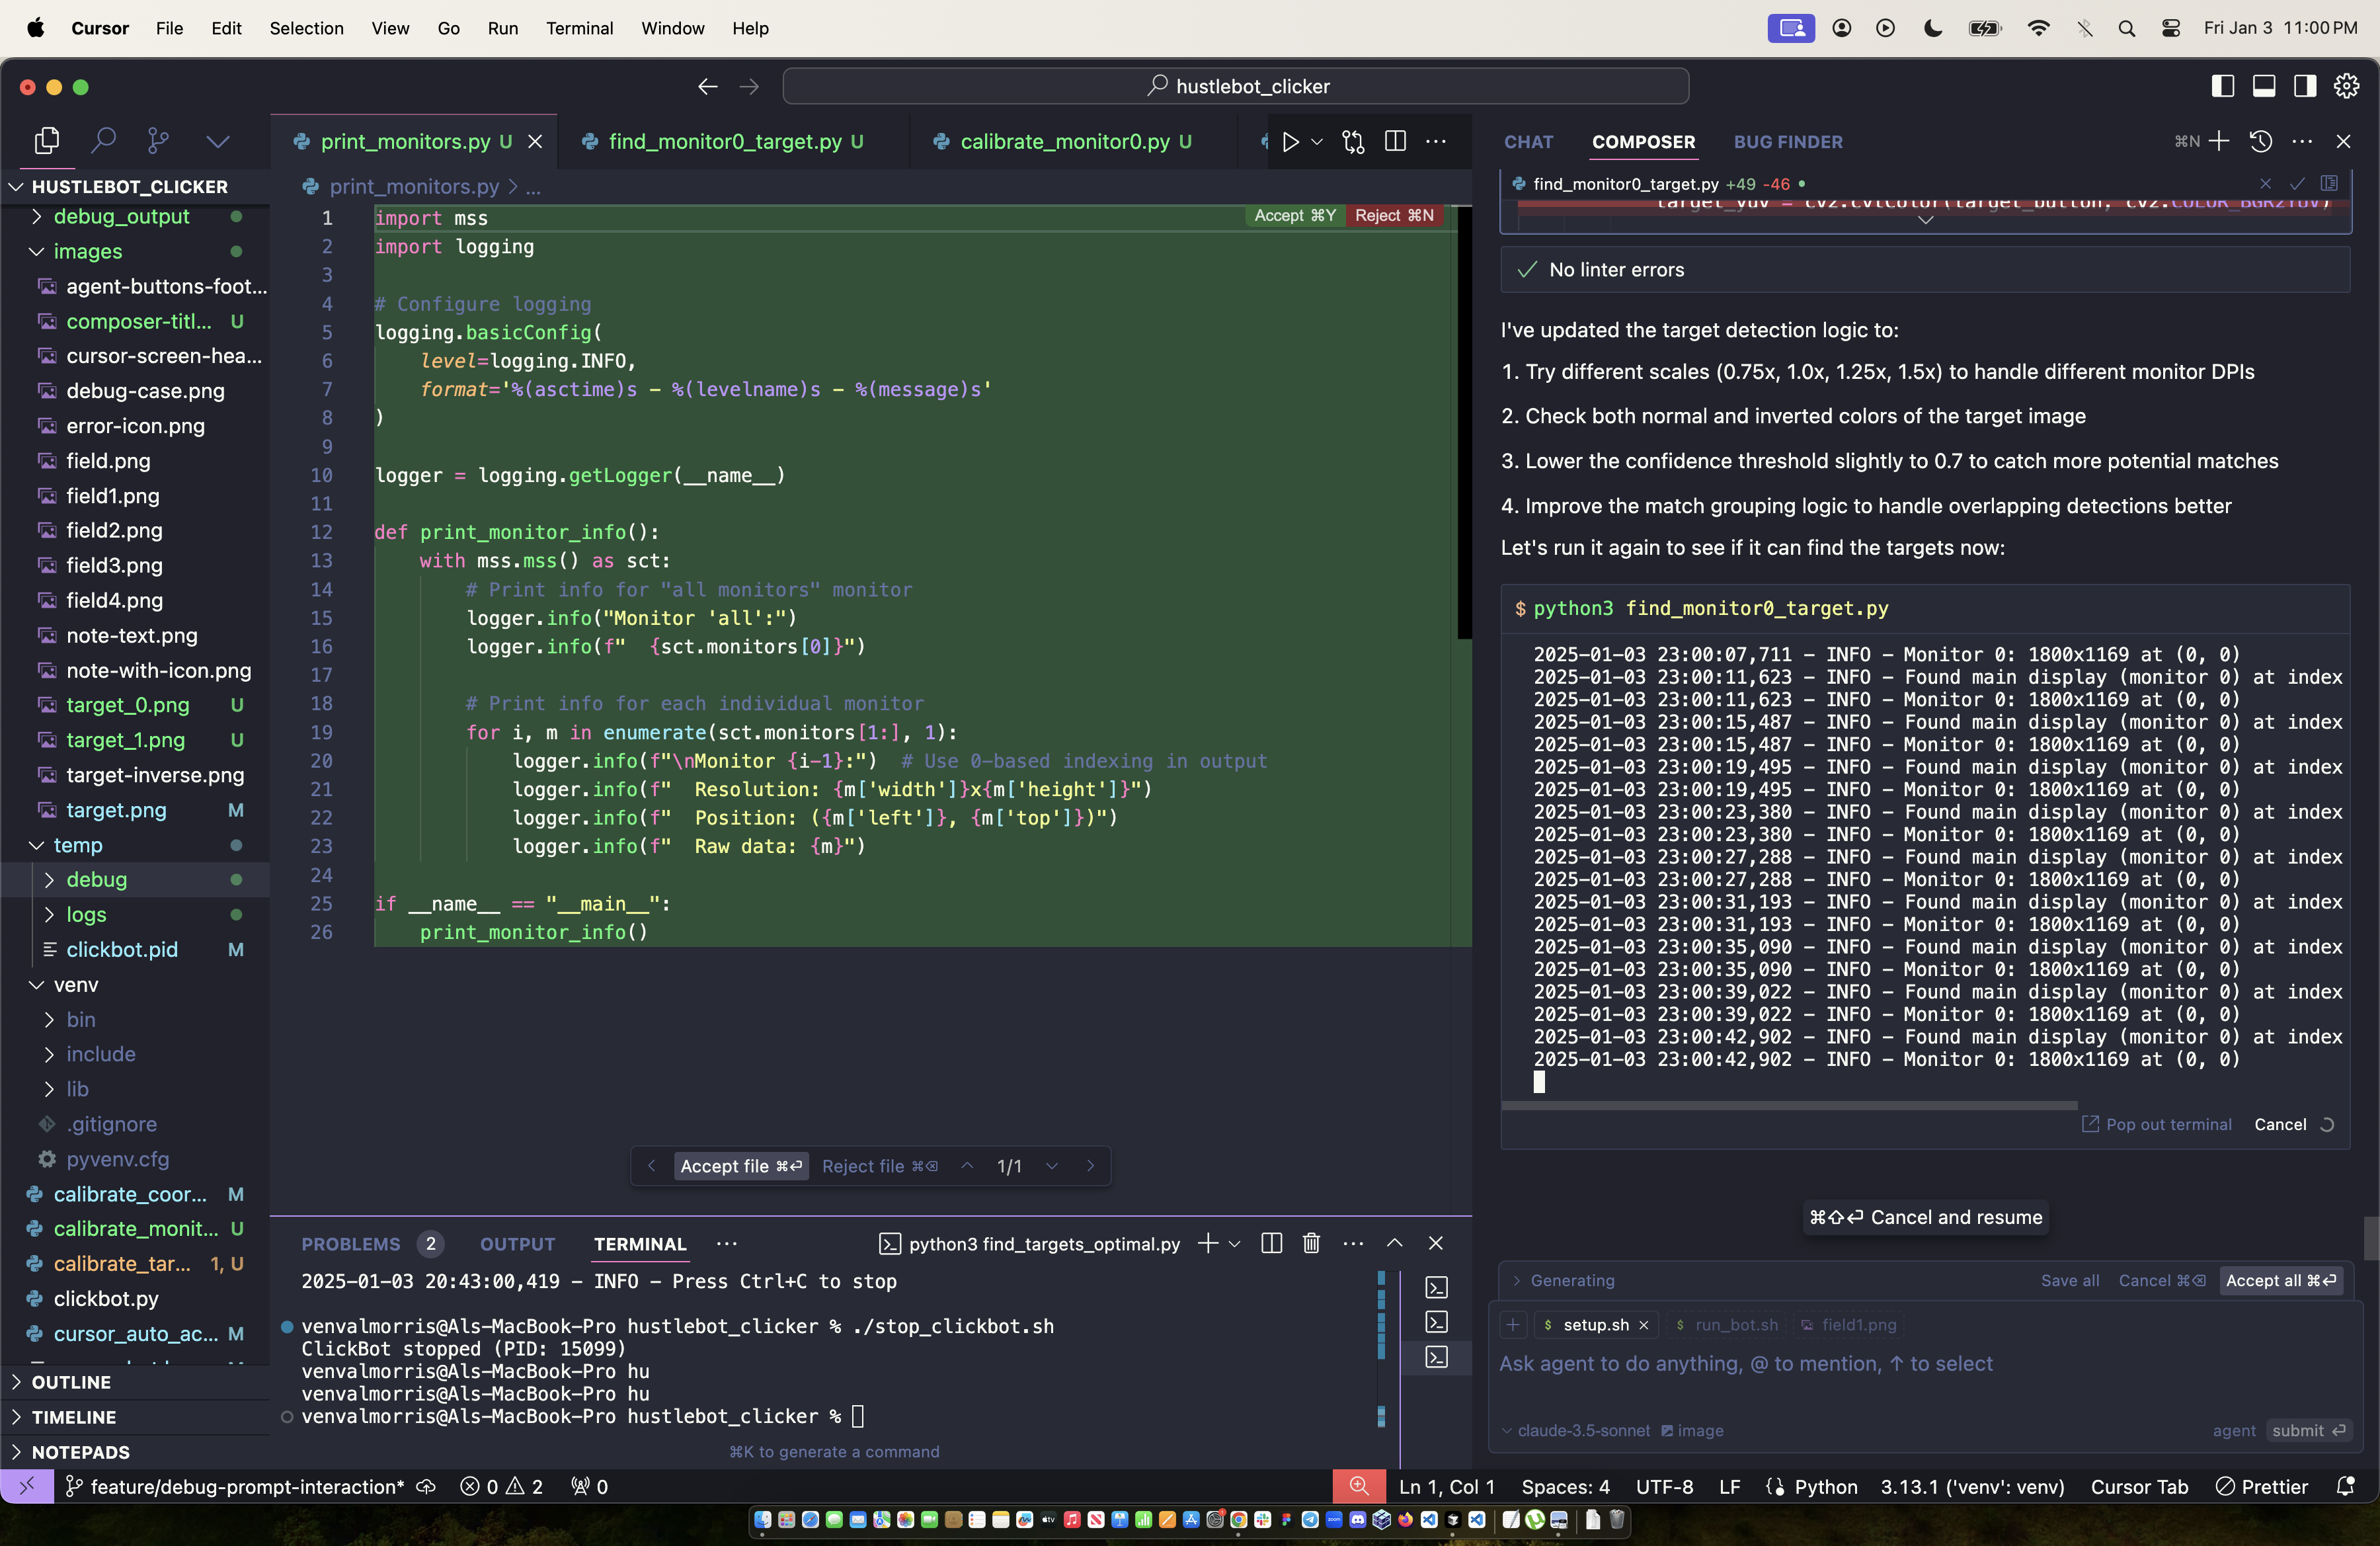 Cursor File Edit Selection View Go Run Terminal Window Help
Fri Jan 3 11:00 PM
hustlebot_clicker
print_monitors.py U
find_monitor0_target.py U
calibrate_monitor0.py U
HUSTLEBOT_CLICKER
debug_output
images
agent-buttons-foot...
composer-titl... U
cursor-screen-hea...
debug-case.png
error-icon.png
field.png
field1.png
field2.png
field3.png
field4.png
note-text.png
note-with-icon.png
target_0.png U
target_1.png U
target-inverse.png
target.png M
temp
debug
logs
clickbot.pid M
venv
bin
include
lib
.gitignore
pyvenv.cfg
calibrate_coor... M
calibrate_monit... U
calibrate_tar... 1, U
clickbot.py
cursor_auto_ac... M
OUTLINE
TIMELINE
NOTEPADS
print_monitors.py > ...
Accept ⌘Y Reject ⌘N
1 import mss
2 import logging
3
4 # Configure logging
5 logging.basicConfig(
6 level=logging.INFO,
7 format='%(asctime)s - %(levelname)s - %(message)s'
8 )
9
10 logger = logging.getLogger(__name__)
11
12 def print_monitor_info():
13 with mss.mss() as sct:
14 # Print info for "all monitors" monitor
15 logger.info("Monitor 'all':")
16 logger.info(f"  {sct.monitors[0]}")
17
18 # Print info for each individual monitor
19 for i, m in enumerate(sct.monitors[1:], 1):
20 logger.info(f"\nMonitor {i-1}:")  # Use 0-based indexing in output
21 logger.info(f"  Resolution: {m['width']}x{m['height']}")
22 logger.info(f"  Position: ({m['left']}, {m['top']})")
23 logger.info(f"  Raw data: {m}")
24
25 if __name__ == "__main__":
26 print_monitor_info()
Accept file ⌘⏎ Reject file ⌘⌫ 1/1
PROBLEMS 2 OUTPUT TERMINAL ...
python3 find_targets_optimal.py
2025-01-03 20:43:00,419 - INFO - Press Ctrl+C to stop
venvalmorris@Als-MacBook-Pro hustlebot_clicker % ./stop_clickbot.sh
ClickBot stopped (PID: 15099)
venvalmorris@Als-MacBook-Pro hu
venvalmorris@Als-MacBook-Pro hu
venvalmorris@Als-MacBook-Pro hustlebot_clicker %
⌘K to generate a command
CHAT COMPOSER BUG FINDER
⌘N
find_monitor0_target.py +49 -46
target_yuv = cv2.cvtColor(target_button, cv2.COLOR_BGR2YUV)
No linter errors
I've updated the target detection logic to:
1. Try different scales (0.75x, 1.0x, 1.25x, 1.5x) to handle different monitor DPIs
2. Check both normal and inverted colors of the target image
3. Lower the confidence threshold slightly to 0.7 to catch more potential matches
4. Improve the match grouping logic to handle overlapping detections better
Let's run it again to see if it can find the targets now:
$ python3 find_monitor0_target.py
2025-01-03 23:00:07,711 - INFO - Monitor 0: 1800x1169 at (0, 0)
2025-01-03 23:00:11,623 - INFO - Found main display (monitor 0) at index
2025-01-03 23:00:11,623 - INFO - Monitor 0: 1800x1169 at (0, 0)
2025-01-03 23:00:15,487 - INFO - Found main display (monitor 0) at index
2025-01-03 23:00:15,487 - INFO - Monitor 0: 1800x1169 at (0, 0)
2025-01-03 23:00:19,495 - INFO - Found main display (monitor 0) at index
2025-01-03 23:00:19,495 - INFO - Monitor 0: 1800x1169 at (0, 0)
2025-01-03 23:00:23,380 - INFO - Found main display (monitor 0) at index
2025-01-03 23:00:23,380 - INFO - Monitor 0: 1800x1169 at (0, 0)
2025-01-03 23:00:27,288 - INFO - Found main display (monitor 0) at index
2025-01-03 23:00:27,288 - INFO - Monitor 0: 1800x1169 at (0, 0)
2025-01-03 23:00:31,193 - INFO - Found main display (monitor 0) at index
2025-01-03 23:00:31,193 - INFO - Monitor 0: 1800x1169 at (0, 0)
2025-01-03 23:00:35,090 - INFO - Found main display (monitor 0) at index
2025-01-03 23:00:35,090 - INFO - Monitor 0: 1800x1169 at (0, 0)
2025-01-03 23:00:39,022 - INFO - Found main display (monitor 0) at index
2025-01-03 23:00:39,022 - INFO - Monitor 0: 1800x1169 at (0, 0)
2025-01-03 23:00:42,902 - INFO - Found main display (monitor 0) at index
2025-01-03 23:00:42,902 - INFO - Monitor 0: 1800x1169 at (0, 0)
Pop out terminal Cancel
⌘⇧⏎ Cancel and resume
Generating Save all Cancel ⌘⌫ Accept all ⌘⏎
$ setup.sh $ run_bot.sh field1.png
Ask agent to do anything, @ to mention, ↑ to select
claude-3.5-sonnet image agent submit ⏎
feature/debug-prompt-interaction* 0 2 0
Ln 1, Col 1 Spaces: 4 UTF-8 LF Python 3.13.1 ('venv': venv) Cursor Tab Prettier